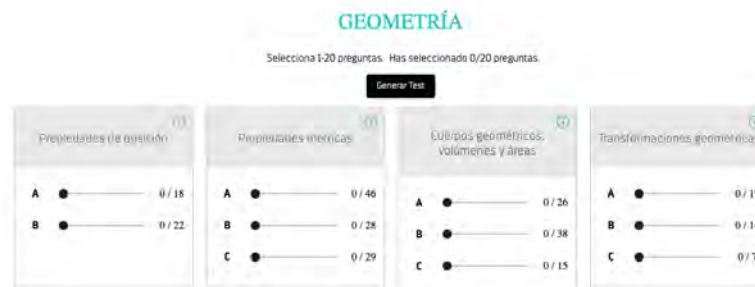 GEOMETRÍA
Selecciona 1-20 preguntas. Has seleccionado 0/20 preguntas.
Generar Test
Propiedades de posición
A 0 / 18
B 0 / 22
Propiedades métricas
A 0 / 46
B 0 / 28
C 0 / 29
Cuerpos geométricos,
volúmenes y áreas
A 0 / 26
B 0 / 38
C 0 / 15
Transformaciones geométricas
A
B
C 0 / 7